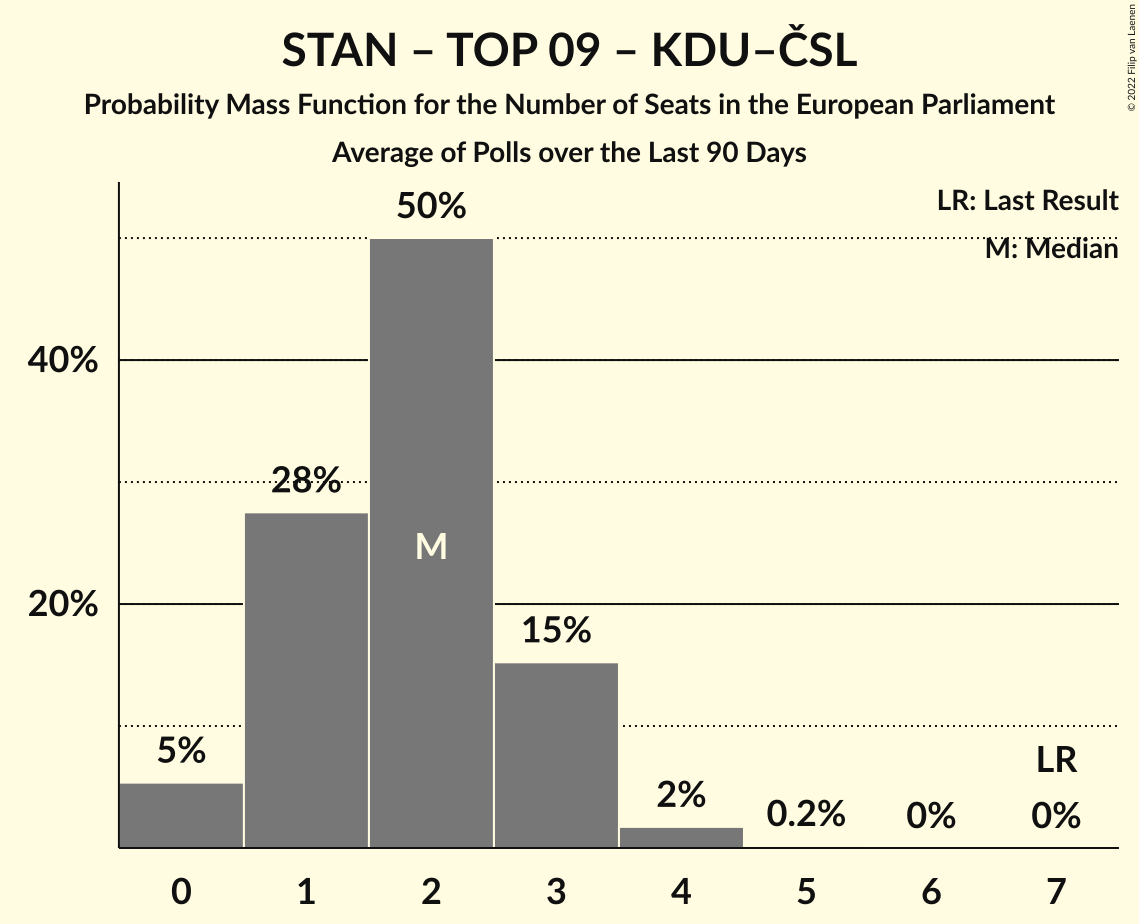 STAN – TOP 09 – KDU–ČSL
Probability Mass Function for the Number of Seats in the European Parliament
Average of Polls over the Last 90 Days
© 2022 Filip van Laenen
LR: Last Result
M: Median
50%
40%
28%
M
20%
15%
5%
2%
0.2%
0%
LR
0%
0 1 2 3 4 5 6 7